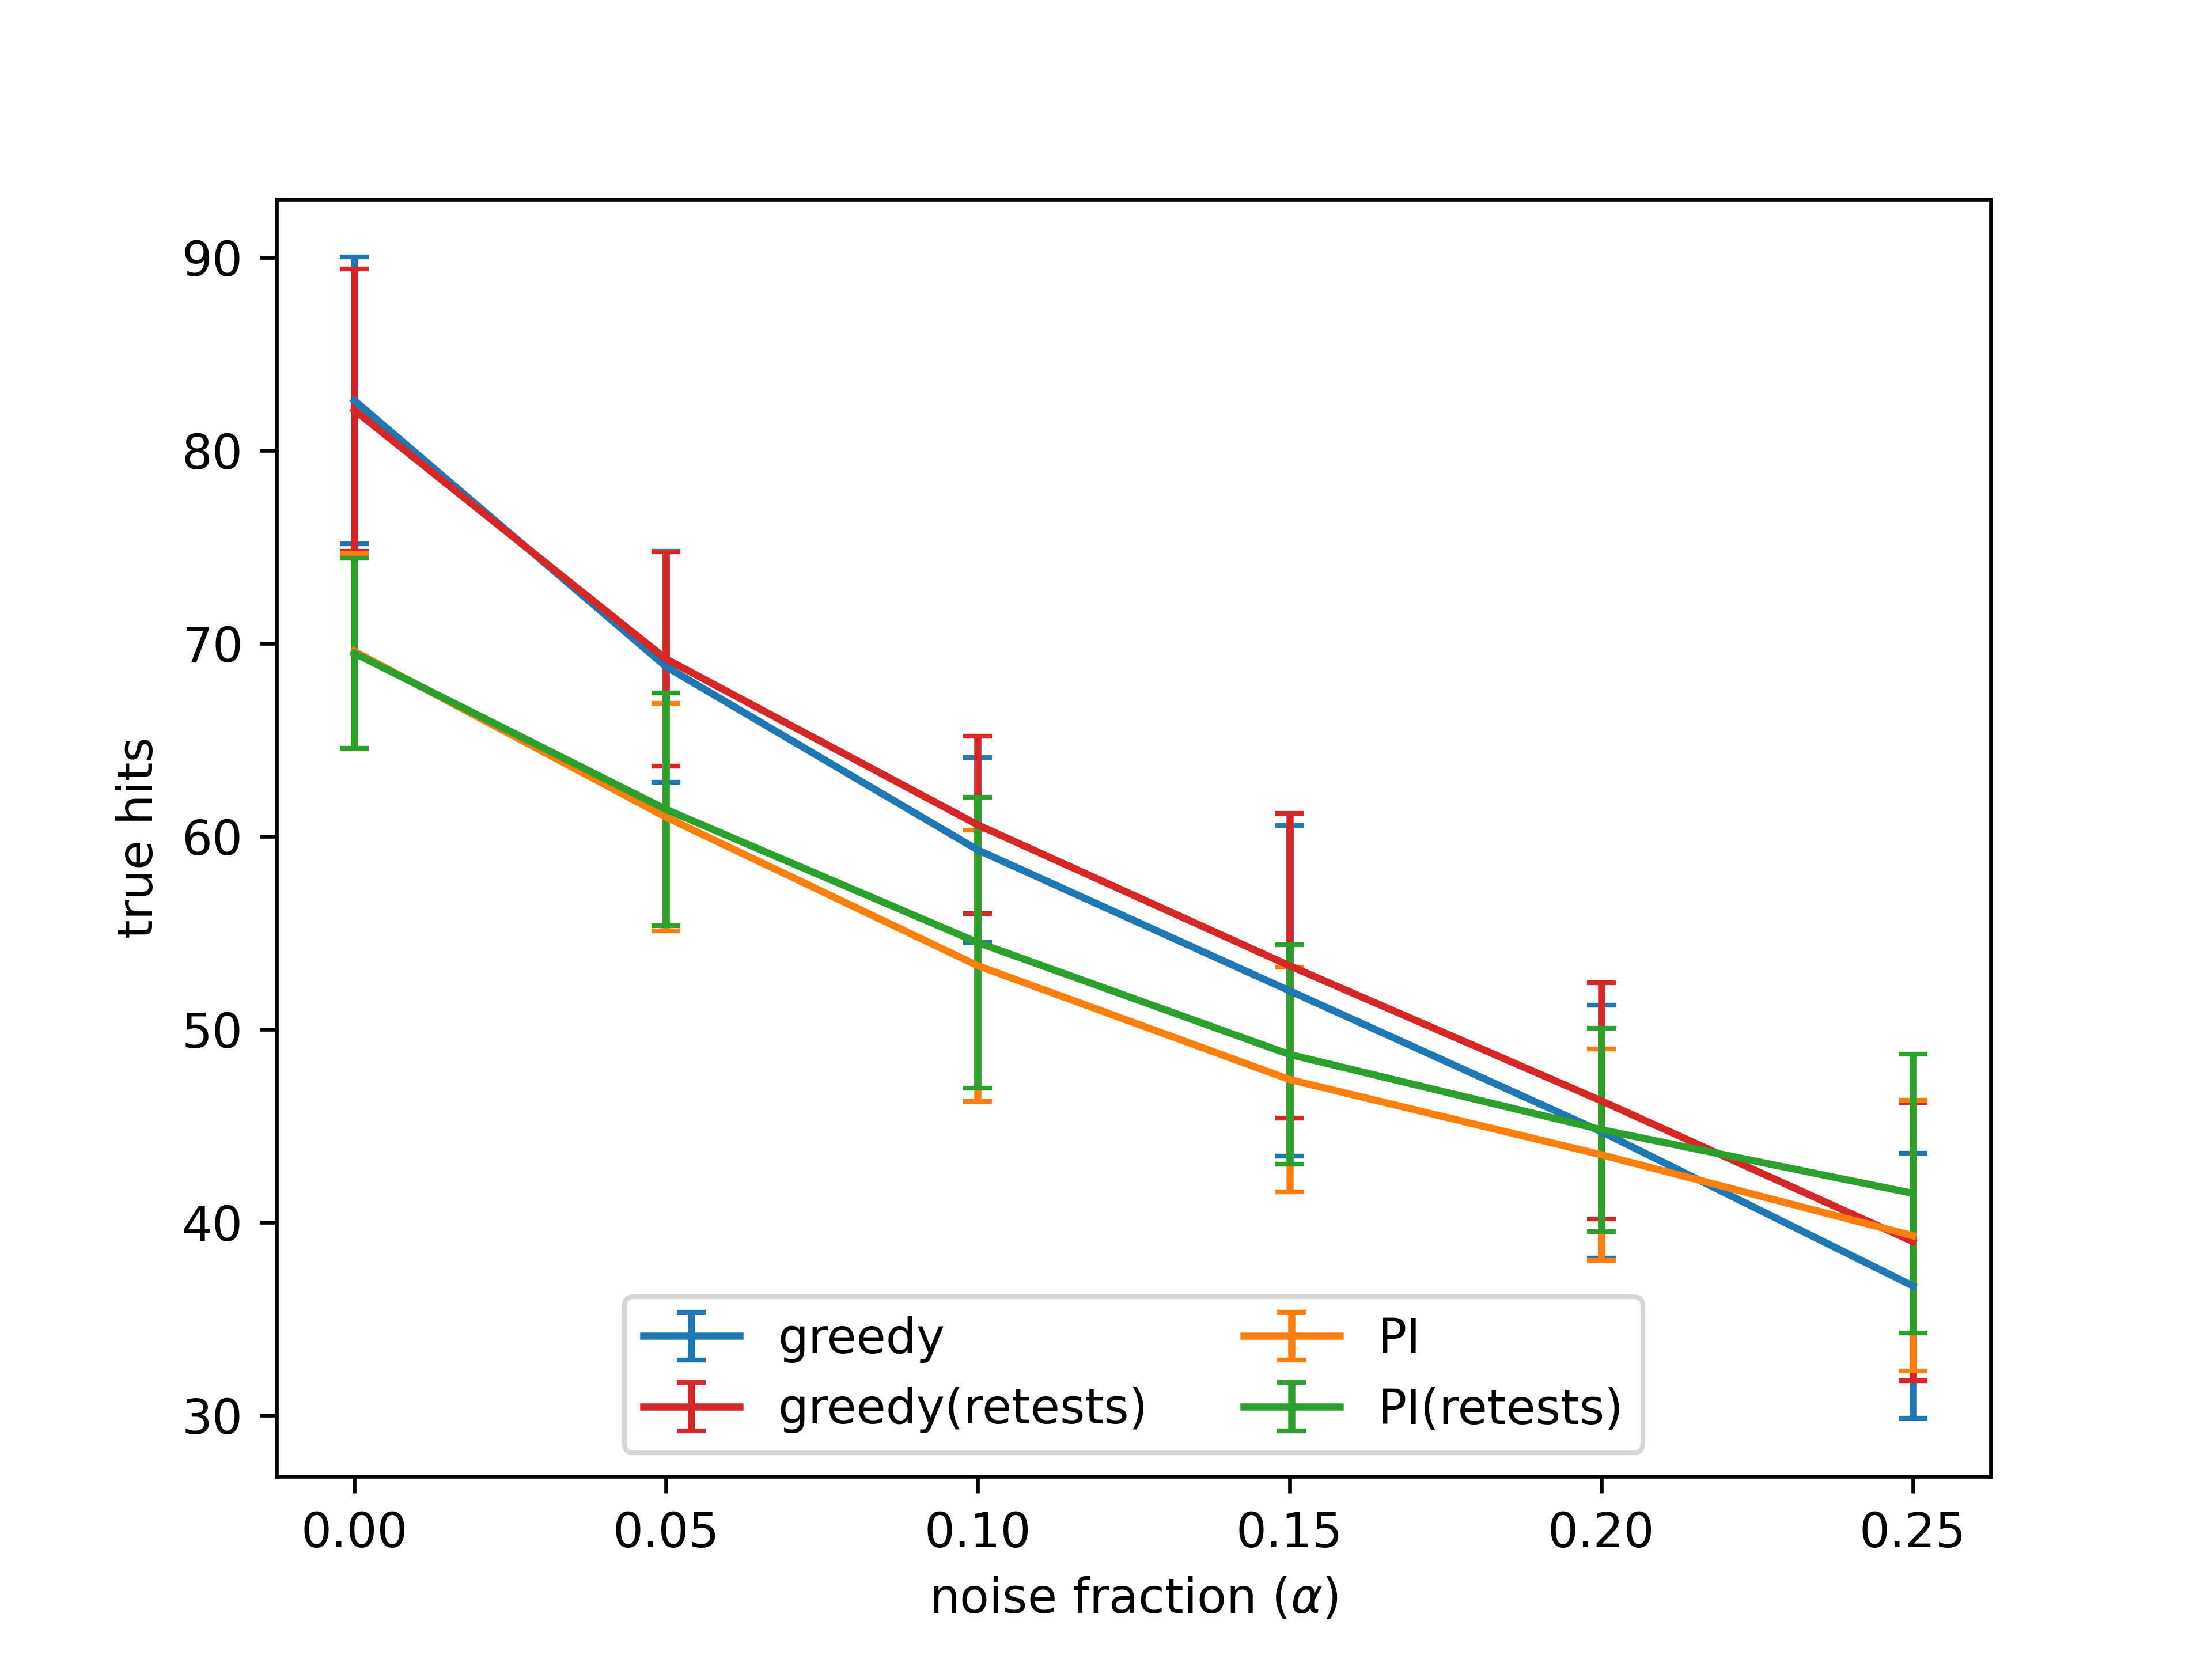 90
80
70
60
50
40
30
true hits
0.00 0.05 0.10 0.15 0.20 0.25
noise fraction (α)
greedy PI
greedy(retests) PI(retests)